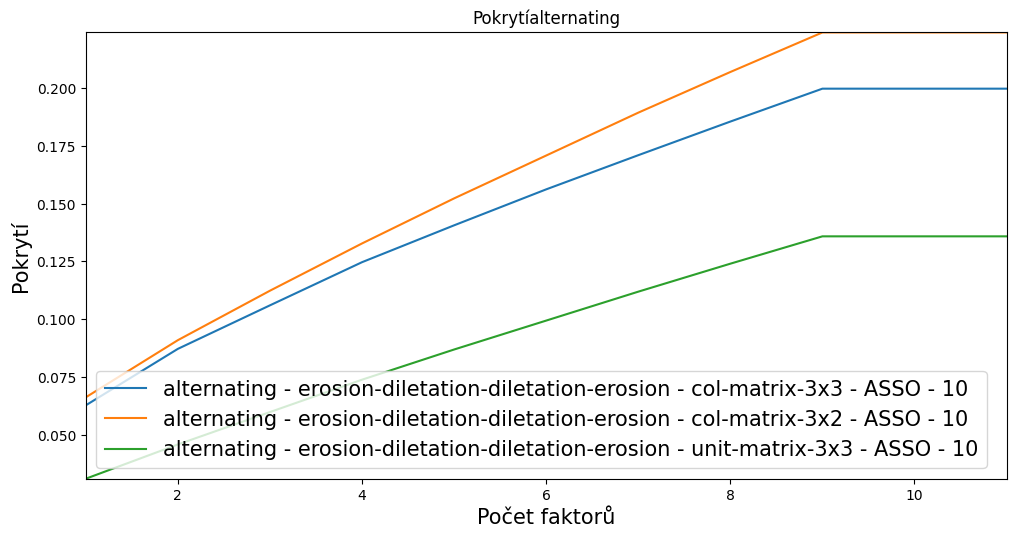 Pokrytíalternating
0.200
0.175
0.150
0.125
0.100
0.075
0.050
Pokrytí
alternating - erosion-diletation-diletation-erosion - col-matrix-3x3 - ASSO - 10
alternating - erosion-diletation-diletation-erosion - col-matrix-3x2 - ASSO - 10
alternating - erosion-diletation-diletation-erosion - unit-matrix-3x3 - ASSO - 10
2 4 6 8 10
Počet faktorů